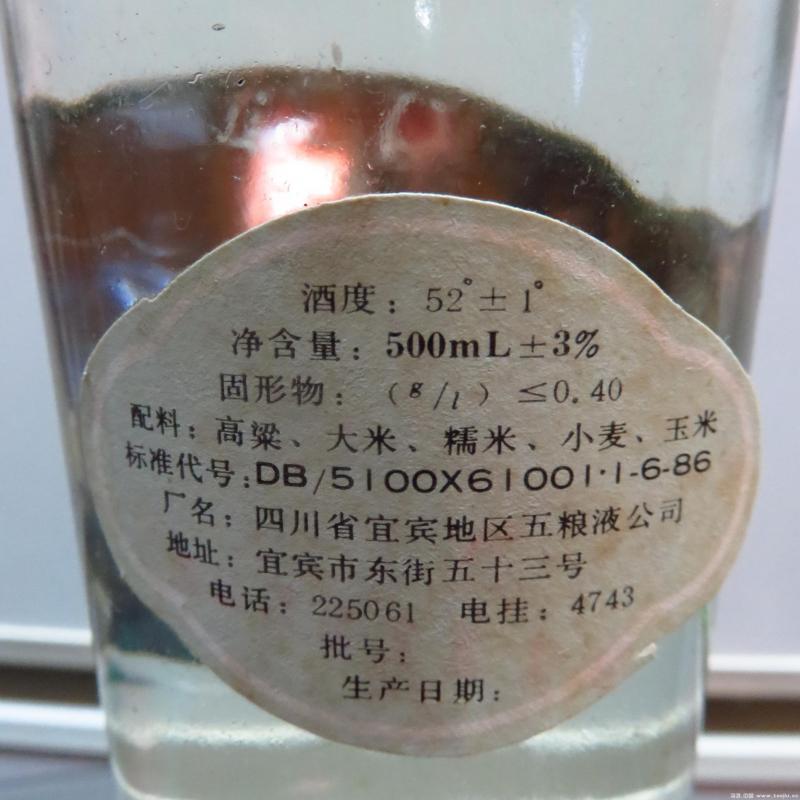 酒度：52°±1°
净含量：500mL±3%
固形物：（g/l）≤0.40
配料：高粱、大米、糯米、小麦、玉米
标准代号：DB/5100X61001·1-6-86
厂名：四川省宜宾地区五粮液公司
地址：宜宾市东街五十三号
电话：225061 电挂：4743
批号：
生产日期：